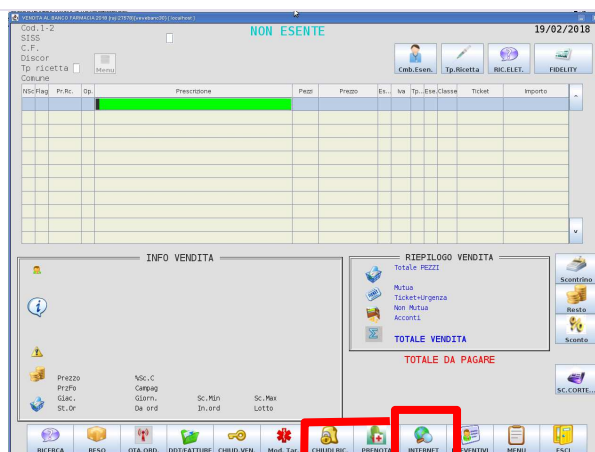 VENDITA AL BANCO FARMACIA 2018
Cod.1-2
NON ESENTE
19/02/2018
SISS
C.F.
Discor
Tp ricetta
Menu
Comune
Cmb.Esen.
Tp.Ricetta
RIC.ELET.
FIDELITY
NSc Flag Pr.Rc. Op. Prescrizione Pezzi Prezzo Es... Iva Tp... Ese. Classe Ticket Importo
INFO VENDITA
RIEPILOGO VENDITA
Totale PEZZI
Mutua
Ticket+Urgenza
Non Mutua
Acconti
TOTALE VENDITA
TOTALE DA PAGARE
Scontrino
Resto
Sconto
SC.CORTE...
Prezzo %Sc.C
PrzFo Campag
Giac. Giorn. Sc.Min Sc.Max
St.Or Da ord In.ord Lotto
RICERCA RESO OTA.ORD. DDT/FATTURE CHIUD.VEN. Mod. Tar CHIUDI RIC. PRENOTA INTERNET PREVENTIVI MENU ESCI